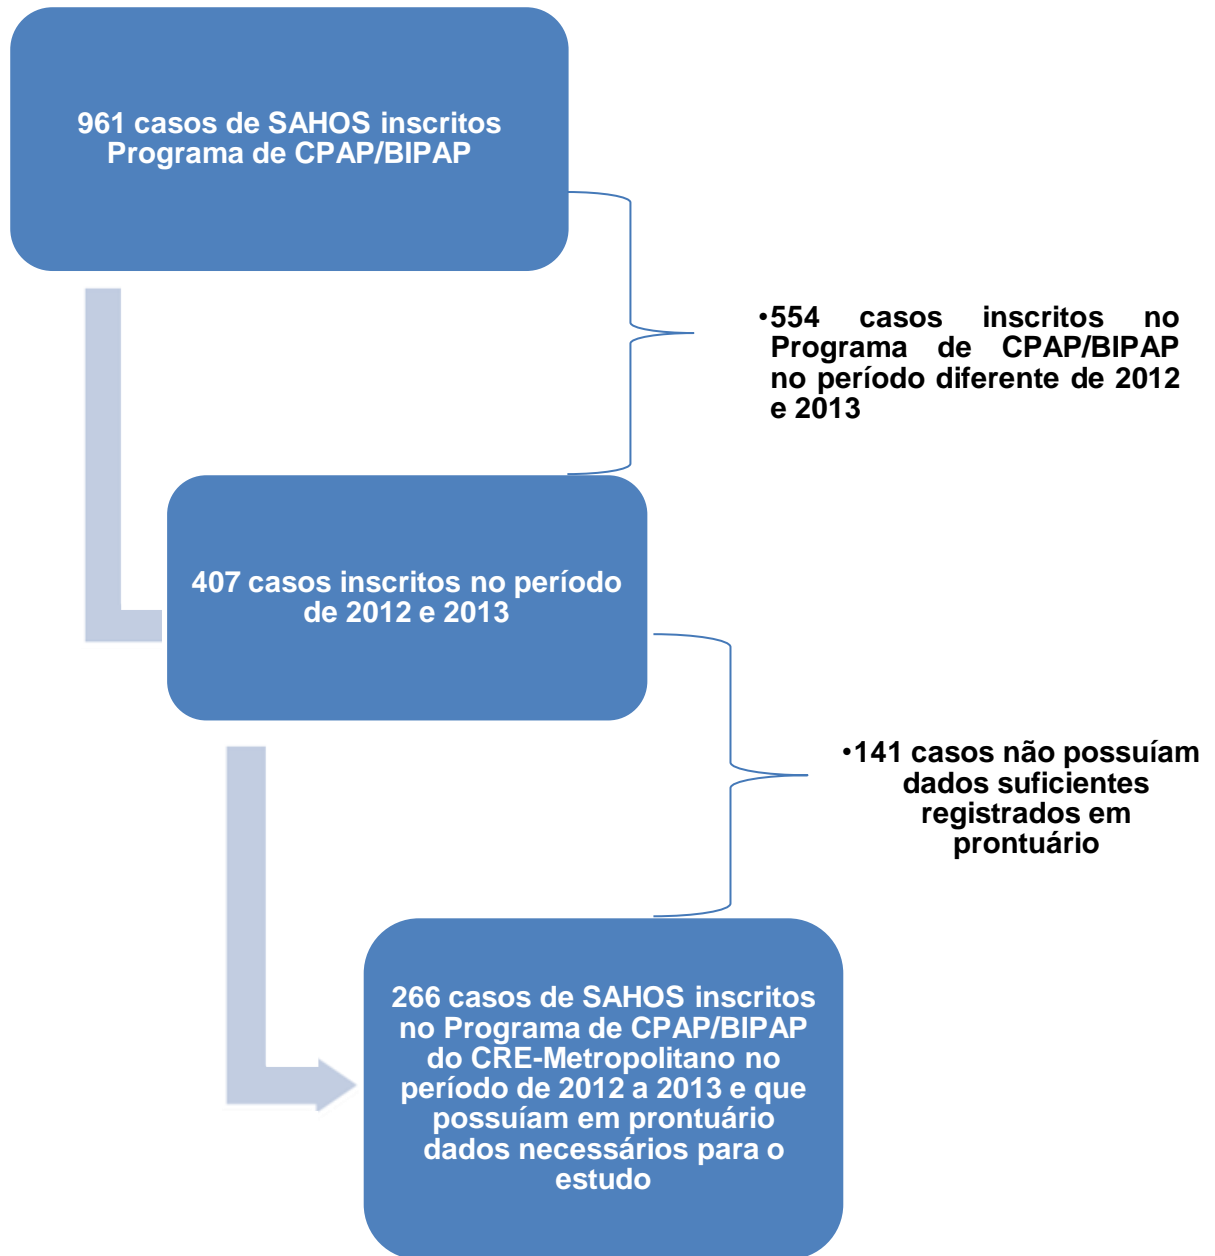 961 casos de SAHOS inscritos
Programa de CPAP/BIPAP
•554 casos inscritos no
Programa de CPAP/BIPAP
no período diferente de 2012
e 2013
407 casos inscritos no período
de 2012 e 2013
•141 casos não possuíam
dados suficientes
registrados em
prontuário
266 casos de SAHOS inscritos
no Programa de CPAP/BIPAP
do CRE-Metropolitano no
período de 2012 a 2013 e que
possuíam em prontuário
dados necessários para o
estudo